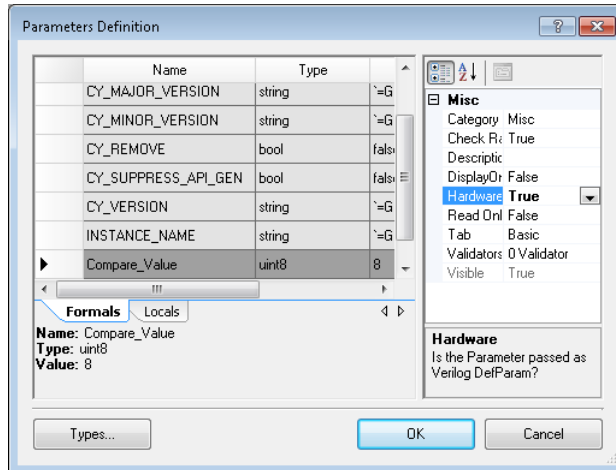 Parameters Definition
Name Type
CY_MAJOR_VERSION string `=G
CY_MINOR_VERSION string `=G
CY_REMOVE bool fals
CY_SUPPRESS_API_GEN bool fals
CY_VERSION string `=G
INSTANCE_NAME string `=G
Compare_Value uint8 8
Formals Locals
Name: Compare_Value
Type: uint8
Value: 8
Misc
Category Misc
Check Ra True
Descriptic
DisplayOr False
Hardware True
Read Onl False
Tab Basic
Validators 0 Validator
Visible True
Hardware
Is the Parameter passed as
Verilog DefParam?
Types...
OK
Cancel